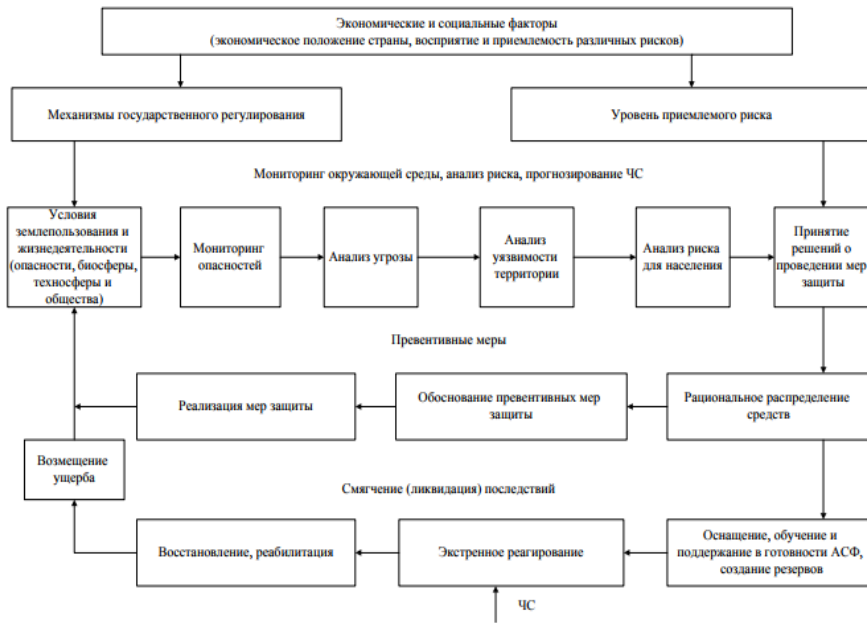 Экономические и социальные факторы
(экономическое положение страны, восприятие и приемлемость различных рисков)
Механизмы государственного регулирования
Уровень приемлемого риска
Мониторинг окружающей среды, анализ риска, прогнозирование ЧС
Условия
землепользования и
жизнедеятельности
(опасности, биосферы,
техносферы и
общества)
Мониторинг
опасностей
Анализ угрозы
Анализ
уязвимости
территории
Анализ риска
для населения
Принятие
решений о
проведении мер
защиты
Превентивные меры
Реализация мер защиты
Обоснование превентивных мер
защиты
Рациональное распределение
средств
Возмещение
ущерба
Смягчение (ликвидация) последствий
Восстановление, реабилитация
Экстренное реагирование
Оснащение, обучение и
поддержание в готовности АСФ,
создание резервов
ЧС